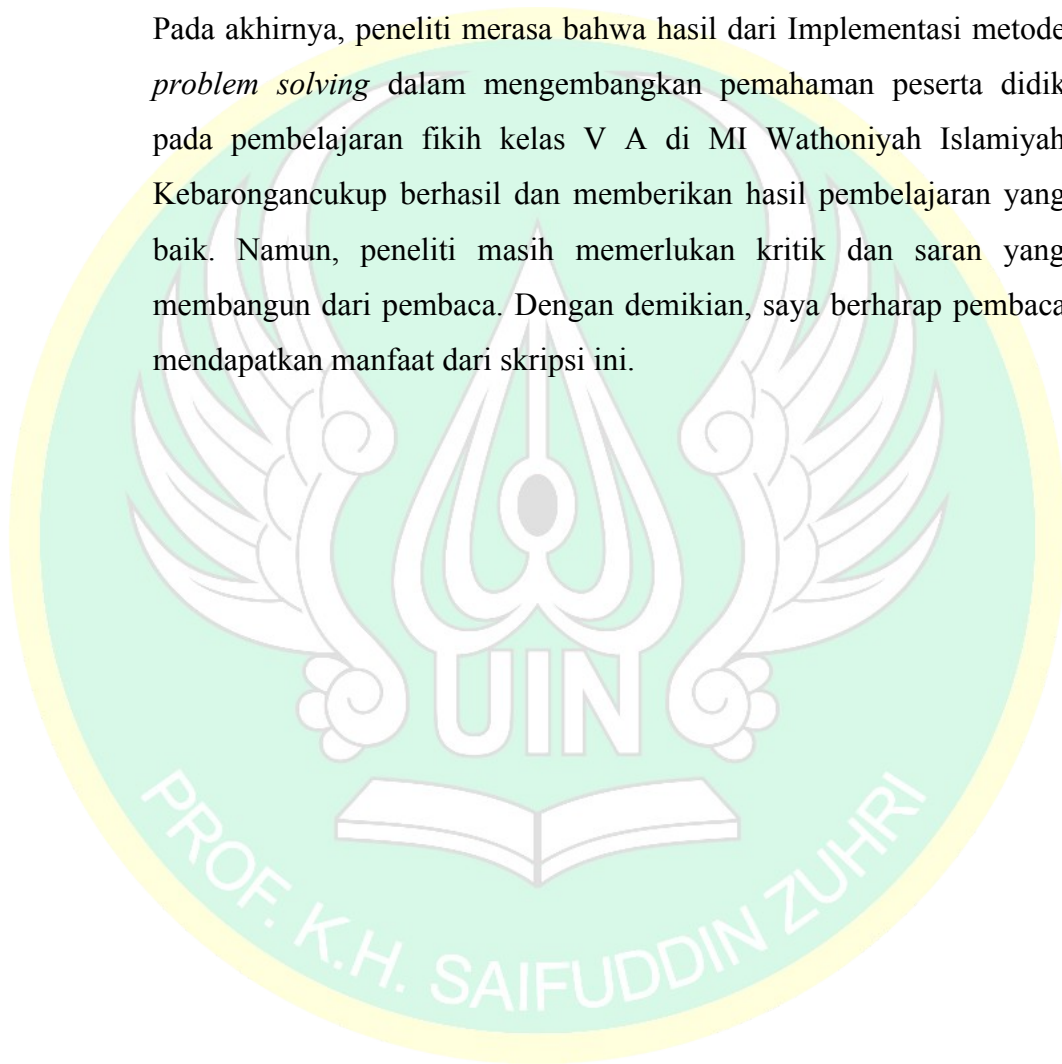 Pada akhirnya, peneliti merasa bahwa hasil dari Implementasi metode
problem solving dalam mengembangkan pemahaman peserta didik
pada pembelajaran fikih kelas V A di MI Wathoniyah Islamiyah
Kebarongancukup berhasil dan memberikan hasil pembelajaran yang
baik. Namun, peneliti masih memerlukan kritik dan saran yang
membangun dari pembaca. Dengan demikian, saya berharap pembaca
mendapatkan manfaat dari skripsi ini.
UIN
PROF. K.H. SAIFUDDIN ZUHRI